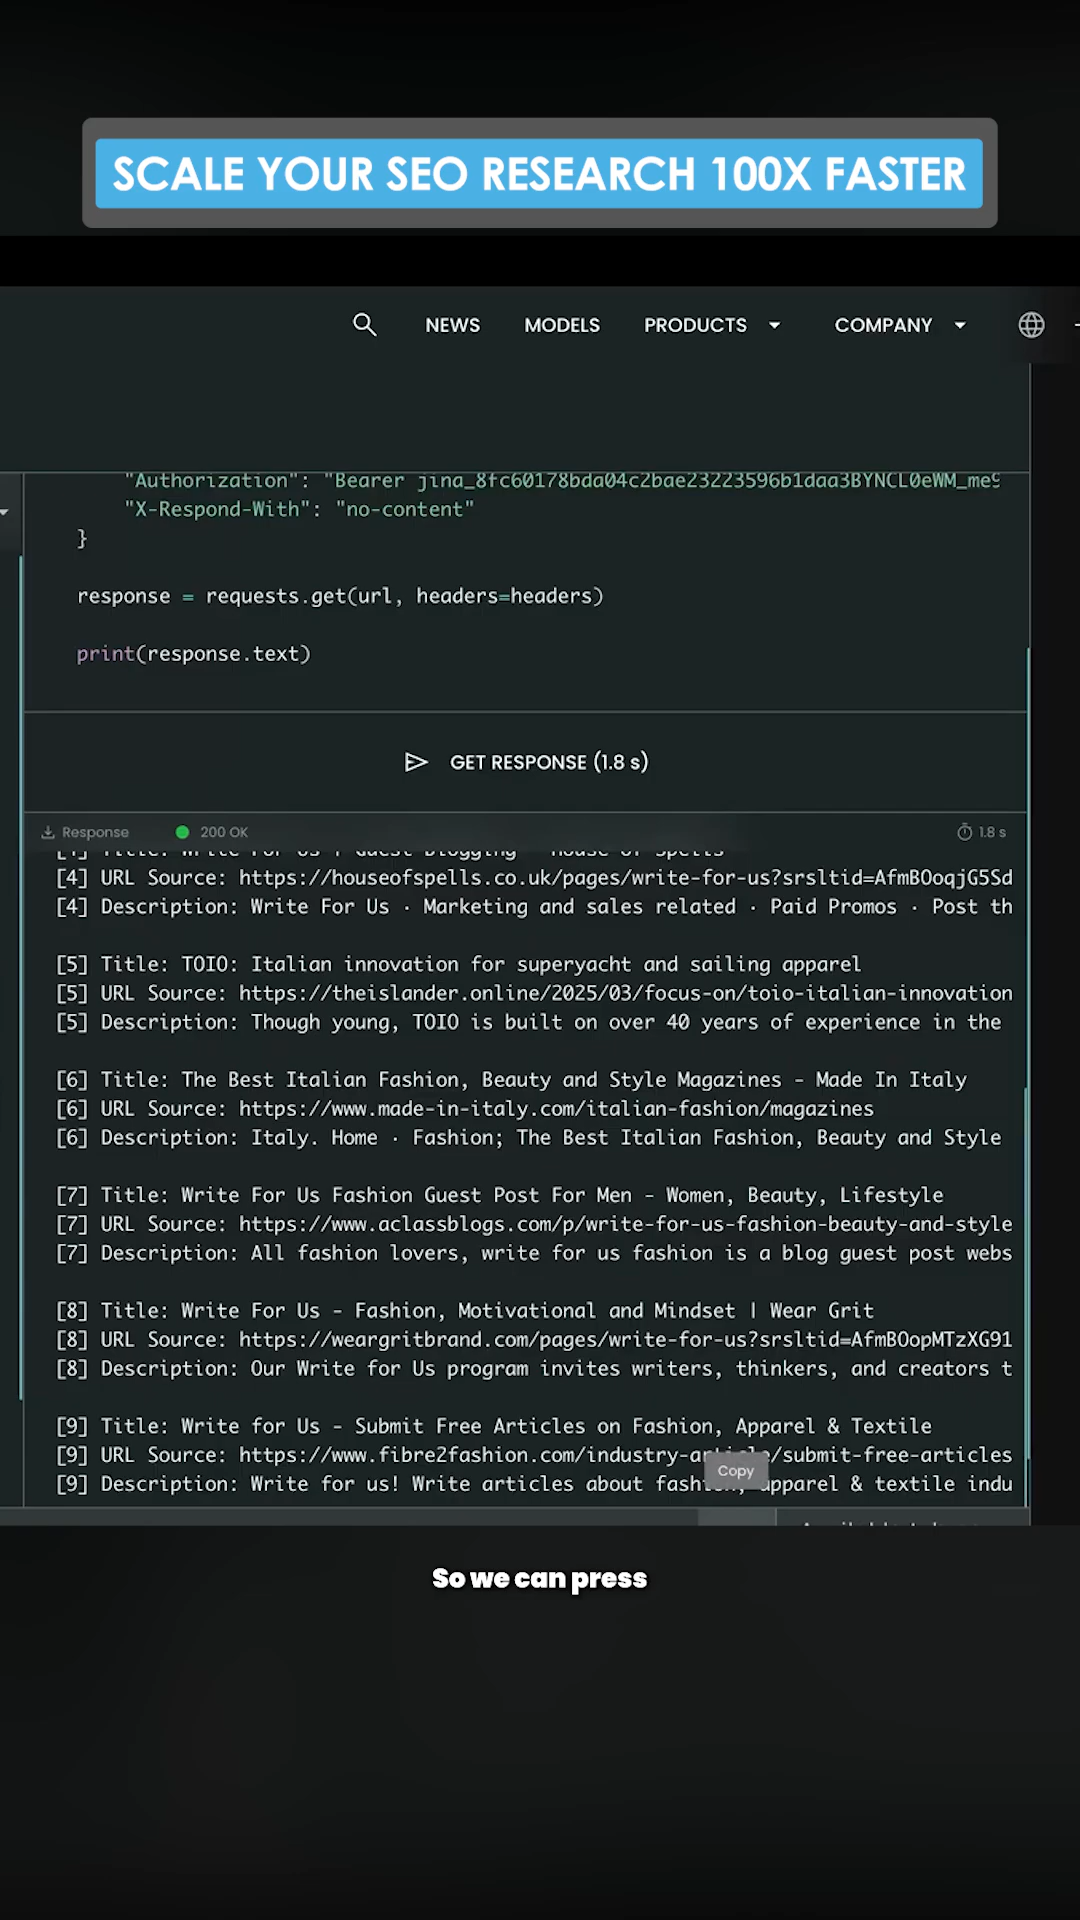 SCALE YOUR SEO RESEARCH 100X FASTER
NEWS MODELS PRODUCTS COMPANY
"Authorization": "Bearer jina_8fc60178bda04c2bae23223596b1daa3BYNCL0eWM_me9
"X-Respond-With": "no-content"
}
response = requests.get(url, headers=headers)
print(response.text)
GET RESPONSE (1.8 s)
Response 200 OK 1.8 s
[4] Title: Write For Us | Guest Blogging - House of Spells
[4] URL Source: https://houseofspells.co.uk/pages/write-for-us?srsltid=AfmBOoqjG5Sd
[4] Description: Write For Us · Marketing and sales related · Paid Promos · Post th
[5] Title: TOIO: Italian innovation for superyacht and sailing apparel
[5] URL Source: https://theislander.online/2025/03/focus-on/toio-italian-innovation
[5] Description: Though young, TOIO is built on over 40 years of experience in the
[6] Title: The Best Italian Fashion, Beauty and Style Magazines - Made In Italy
[6] URL Source: https://www.made-in-italy.com/italian-fashion/magazines
[6] Description: Italy. Home · Fashion; The Best Italian Fashion, Beauty and Style
[7] Title: Write For Us Fashion Guest Post For Men - Women, Beauty, Lifestyle
[7] URL Source: https://www.aclassblogs.com/p/write-for-us-fashion-beauty-and-style
[7] Description: All fashion lovers, write for us fashion is a blog guest post webs
[8] Title: Write For Us - Fashion, Motivational and Mindset | Wear Grit
[8] URL Source: https://weargritbrand.com/pages/write-for-us?srsltid=AfmBOopMTzXG91
[8] Description: Our Write for Us program invites writers, thinkers, and creators t
[9] Title: Write for Us - Submit Free Articles on Fashion, Apparel & Textile
[9] URL Source: https://www.fibre2fashion.com/industry-article/submit-free-articles
[9] Description: Write for us! Write articles about fashion, apparel & textile indu
Copy
So we can press